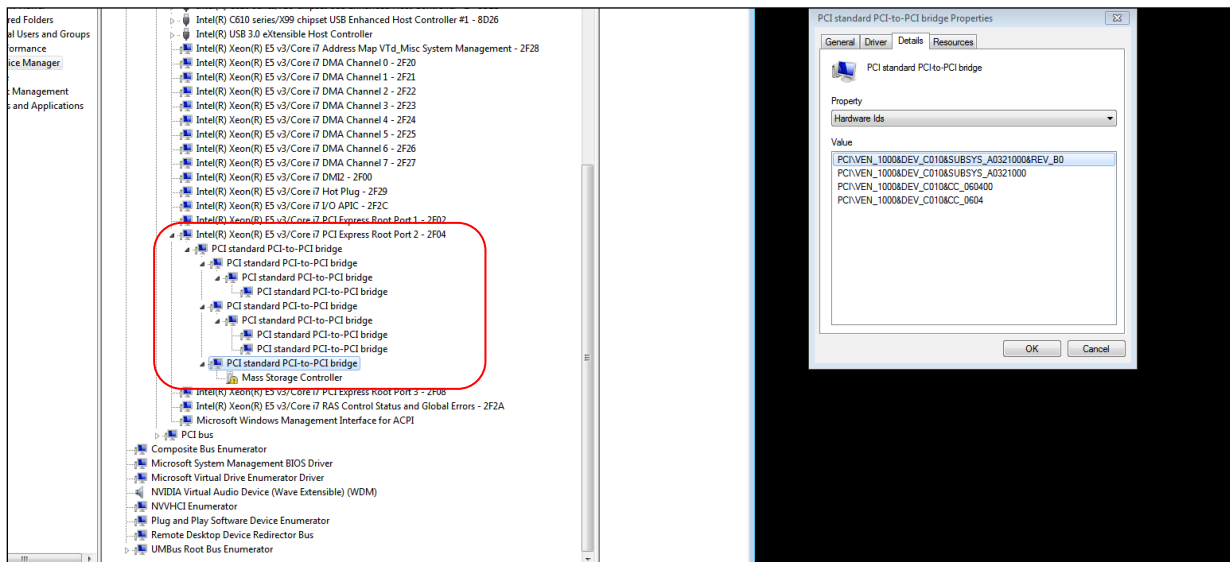 Intel(R) C610 series/X99 chipset USB Enhanced Host Controller #1 - 8D26
Intel(R) USB 3.0 eXtensible Host Controller
Intel(R) Xeon(R) E5 v3/Core i7 Address Map VTd_Misc System Management - 2F28
Intel(R) Xeon(R) E5 v3/Core i7 DMA Channel 0 - 2F20
Intel(R) Xeon(R) E5 v3/Core i7 DMA Channel 1 - 2F21
Intel(R) Xeon(R) E5 v3/Core i7 DMA Channel 2 - 2F22
Intel(R) Xeon(R) E5 v3/Core i7 DMA Channel 3 - 2F23
Intel(R) Xeon(R) E5 v3/Core i7 DMA Channel 4 - 2F24
Intel(R) Xeon(R) E5 v3/Core i7 DMA Channel 5 - 2F25
Intel(R) Xeon(R) E5 v3/Core i7 DMA Channel 6 - 2F26
Intel(R) Xeon(R) E5 v3/Core i7 DMA Channel 7 - 2F27
Intel(R) Xeon(R) E5 v3/Core i7 DMI2 - 2F00
Intel(R) Xeon(R) E5 v3/Core i7 Hot Plug - 2F29
Intel(R) Xeon(R) E5 v3/Core i7 I/O APIC - 2F2C
Intel(R) Xeon(R) E5 v3/Core i7 PCI Express Root Port 1 - 2F02
Intel(R) Xeon(R) E5 v3/Core i7 PCI Express Root Port 2 - 2F04
PCI standard PCI-to-PCI bridge
PCI standard PCI-to-PCI bridge
PCI standard PCI-to-PCI bridge
PCI standard PCI-to-PCI bridge
PCI standard PCI-to-PCI bridge
PCI standard PCI-to-PCI bridge
PCI standard PCI-to-PCI bridge
PCI standard PCI-to-PCI bridge
PCI standard PCI-to-PCI bridge
Mass Storage Controller
Intel(R) Xeon(R) E5 v3/Core i7 PCI Express Root Port 3 - 2F08
Intel(R) Xeon(R) E5 v3/Core i7 RAS Control Status and Global Errors - 2F2A
Microsoft Windows Management Interface for ACPI
PCI bus
Composite Bus Enumerator
Microsoft System Management BIOS Driver
Microsoft Virtual Drive Enumerator Driver
NVIDIA Virtual Audio Device (Wave Extensible) (WDM)
NVVHCI Enumerator
Plug and Play Software Device Enumerator
Remote Desktop Device Redirector Bus
UMBus Root Bus Enumerator
red Folders
al Users and Groups
formance
ice Manager
Management
s and Applications
PCI standard PCI-to-PCI bridge Properties
General Driver Details Resources
PCI standard PCI-to-PCI bridge
Property
Hardware Ids
Value
PCI\VEN_1000&DEV_C010&SUBSYS_A0321000&REV_B0
PCI\VEN_1000&DEV_C010&SUBSYS_A0321000
PCI\VEN_1000&DEV_C010&CC_060400
PCI\VEN_1000&DEV_C010&CC_0604
OK Cancel